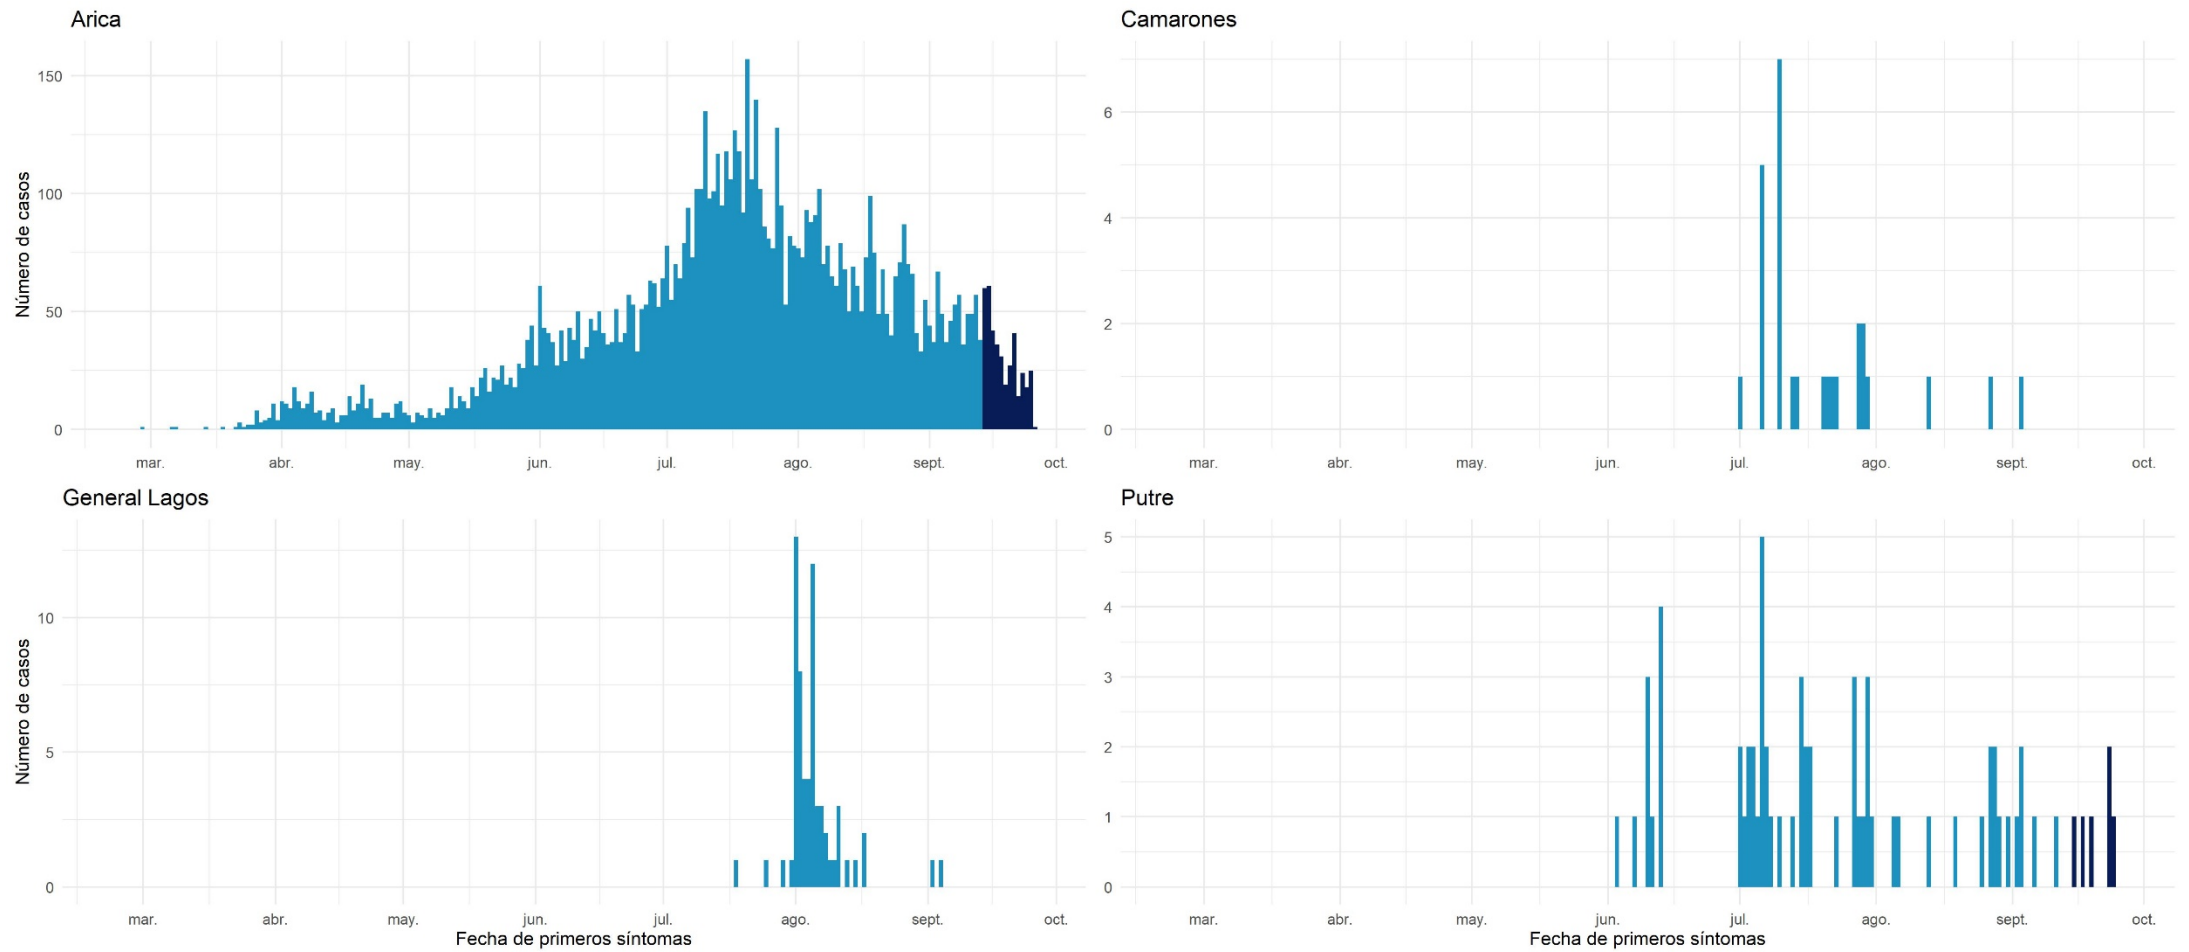 Arica
Número de casos
150
100
50
0
mar. abr. may. jun. jul. ago. sept. oct.
Camarones
6
4
2
0
mar. abr. may. jun. jul. ago. sept. oct.
General Lagos
Número de casos
10
5
0
mar. abr. may. jun. jul. ago. sept. oct.
Fecha de primeros síntomas
Putre
5
4
3
2
1
0
mar. abr. may. jun. jul. ago. sept. oct.
Fecha de primeros síntomas